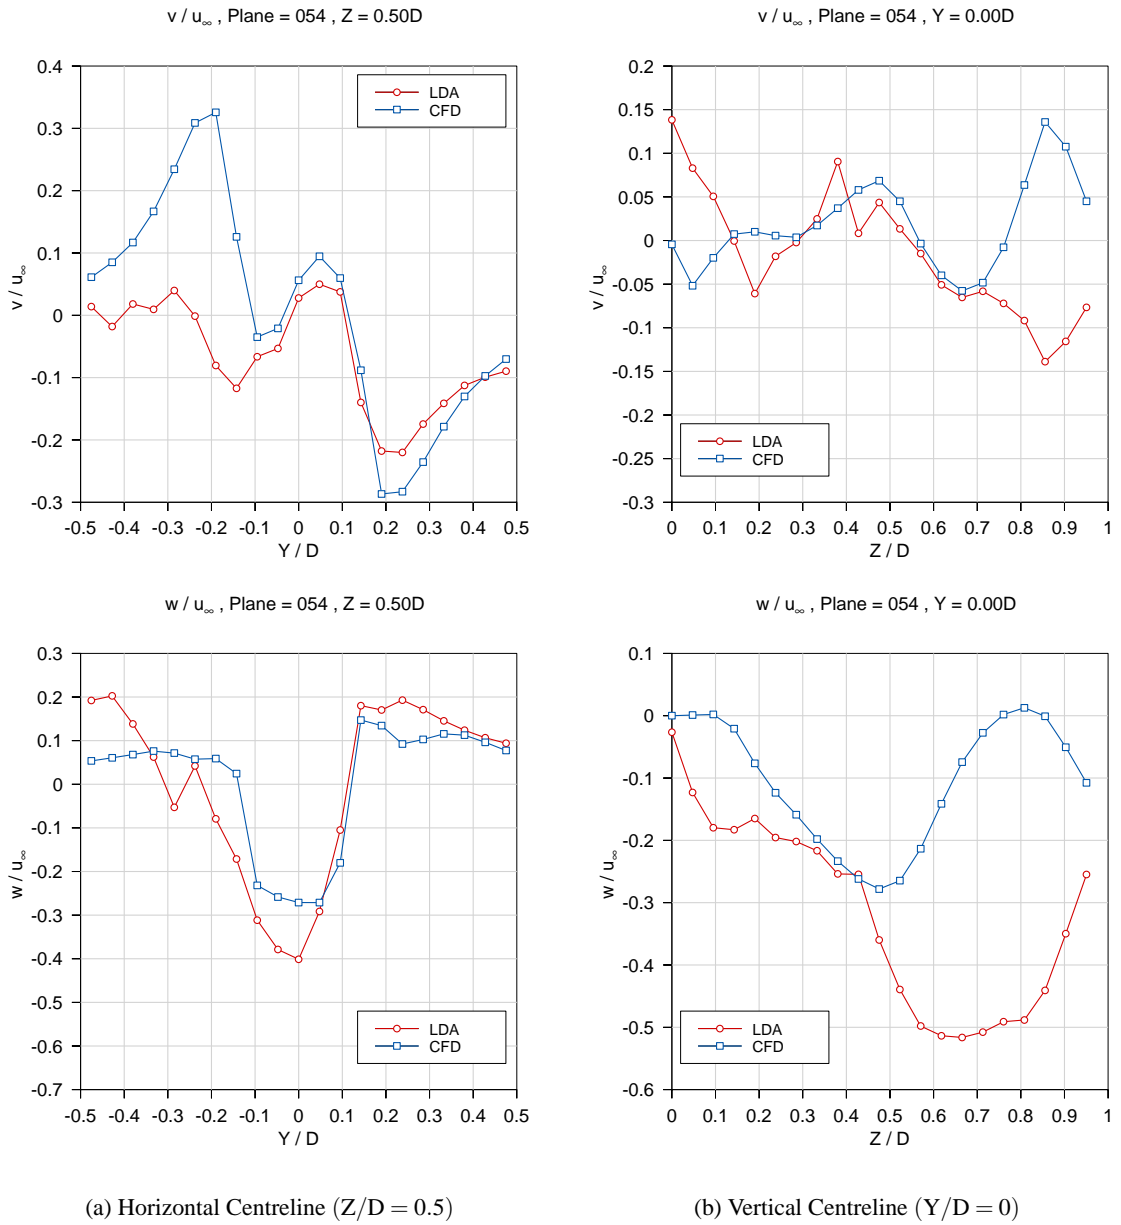 v / u∞ , Plane = 054 , Z = 0.50D
0.4
0.3
0.2
0.1
0
-0.1
-0.2
-0.3
v / u∞
LDA
CFD
-0.5 -0.4 -0.3 -0.2 -0.1 0 0.1 0.2 0.3 0.4 0.5
Y / D
v / u∞ , Plane = 054 , Y = 0.00D
0.2
0.15
0.1
0.05
0
-0.05
-0.1
-0.15
-0.2
-0.25
-0.3
v / u∞
LDA
CFD
0 0.1 0.2 0.3 0.4 0.5 0.6 0.7 0.8 0.9 1
Z / D
w / u∞ , Plane = 054 , Z = 0.50D
0.3
0.2
0.1
0
-0.1
-0.2
-0.3
-0.4
-0.5
-0.6
-0.7
w / u∞
LDA
CFD
-0.5 -0.4 -0.3 -0.2 -0.1 0 0.1 0.2 0.3 0.4 0.5
Y / D
w / u∞ , Plane = 054 , Y = 0.00D
0.1
0
-0.1
-0.2
-0.3
-0.4
-0.5
-0.6
w / u∞
LDA
CFD
0 0.1 0.2 0.3 0.4 0.5 0.6 0.7 0.8 0.9 1
Z / D
(a) Horizontal Centreline (Z/D = 0.5)
(b) Vertical Centreline (Y/D = 0)